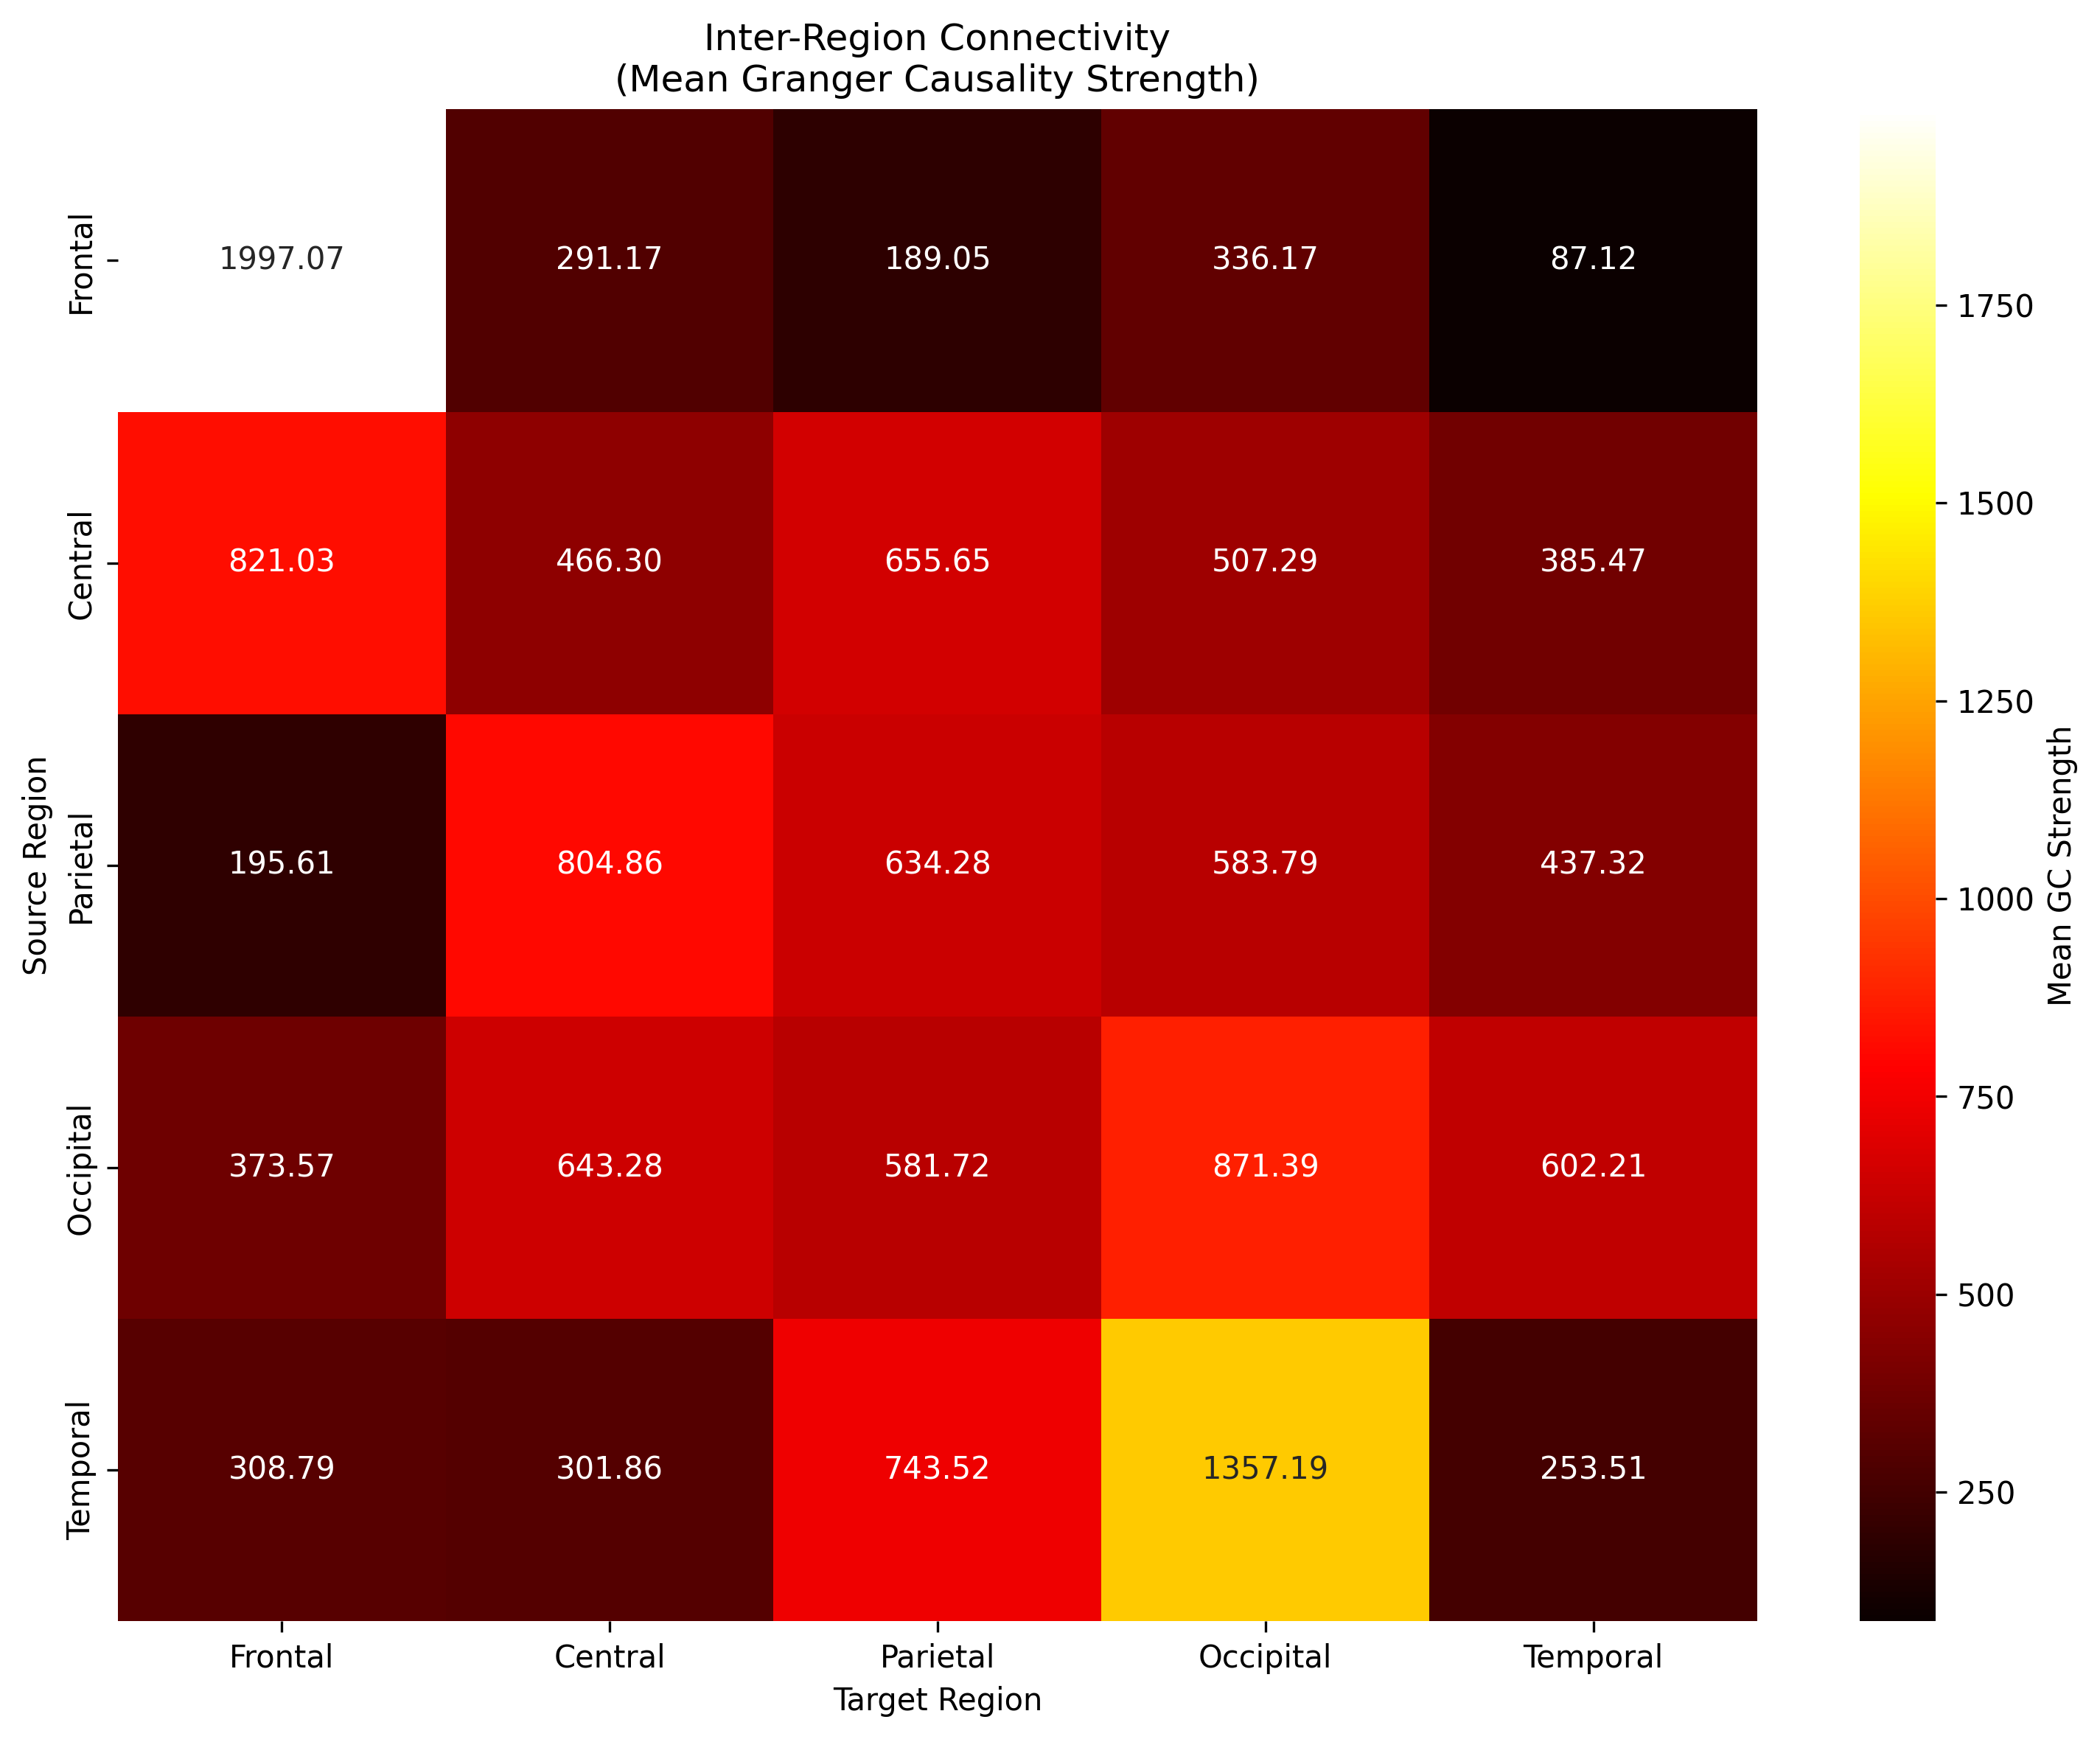 Inter-Region Connectivity
(Mean Granger Causality Strength)
Source Region
Frontal
1997.07 291.17 189.05 336.17 87.12
Central
821.03 466.30 655.65 507.29 385.47
Parietal
195.61 804.86 634.28 583.79 437.32
Occipital
373.57 643.28 581.72 871.39 602.21
Temporal
308.79 301.86 743.52 1357.19 253.51
Frontal Central Parietal Occipital Temporal
Target Region
1750
1500
1250
1000
750
500
250
Mean GC Strength